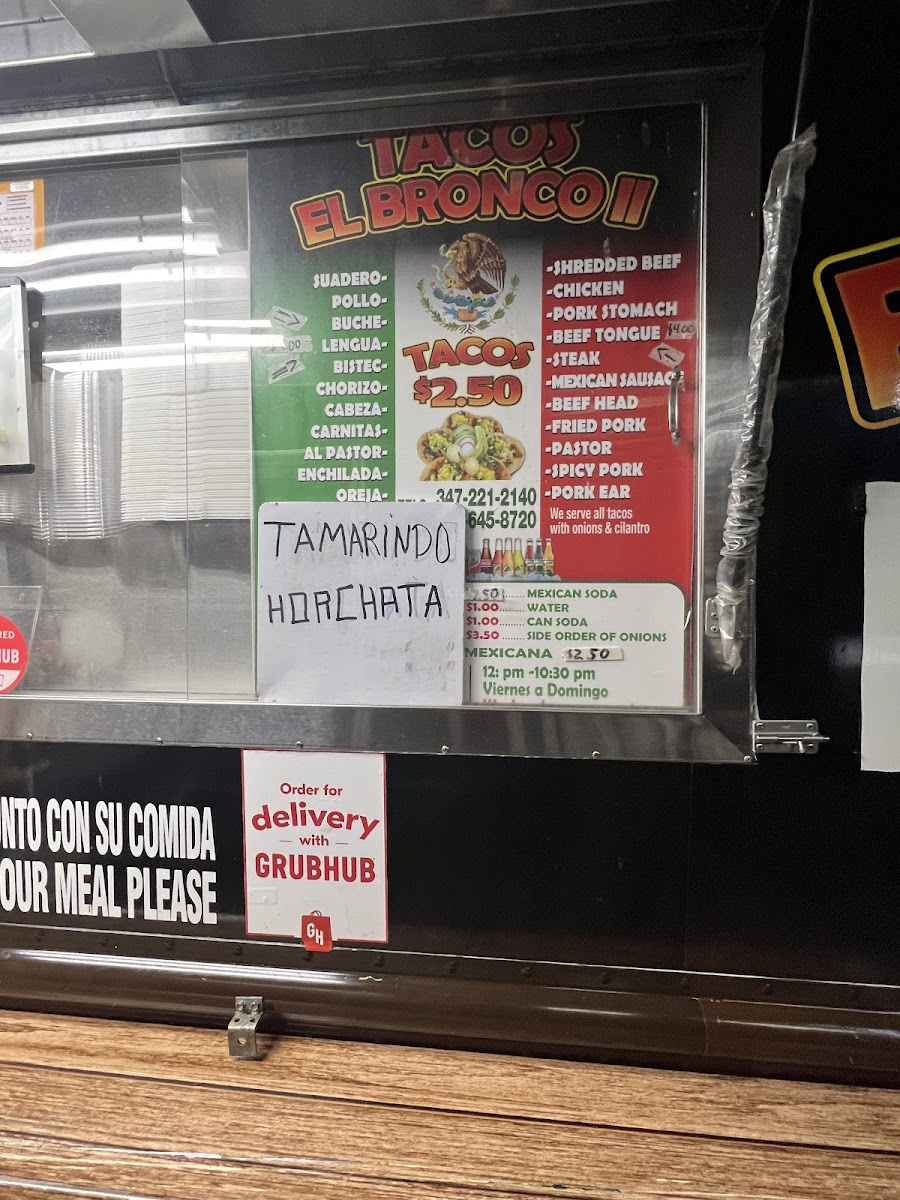 TACOS
EL BRONCO II
SUADERO-
POLLO-
BUCHE-
LENGUA-
BISTEC-
CHORIZO-
CABEZA-
CARNITAS-
AL PASTOR-
ENCHILADA-
OREJA-
TACOS
$2.50
347-221-2140
645-8720
-SHREDDED BEEF
-CHICKEN
-PORK STOMACH
-BEEF TONGUE $4.00
-STEAK
-MEXICAN SAUSAG
-BEEF HEAD
-FRIED PORK
-PASTOR
-SPICY PORK
-PORK EAR
We serve all tacos
with onions & cilantro
TAMARINDO
HORCHATA
.50 ...... MEXICAN SODA
$1.00 ........ WATER
$1.00 ........ CAN SODA
$3.50 ........ SIDE ORDER OF ONIONS
MEXICANA $2.50
12: pm -10:30 pm
Viernes a Domingo
RED
HUB
NTO CON SU COMIDA
OUR MEAL PLEASE
Order for
delivery
— with —
GRUBHUB
GH